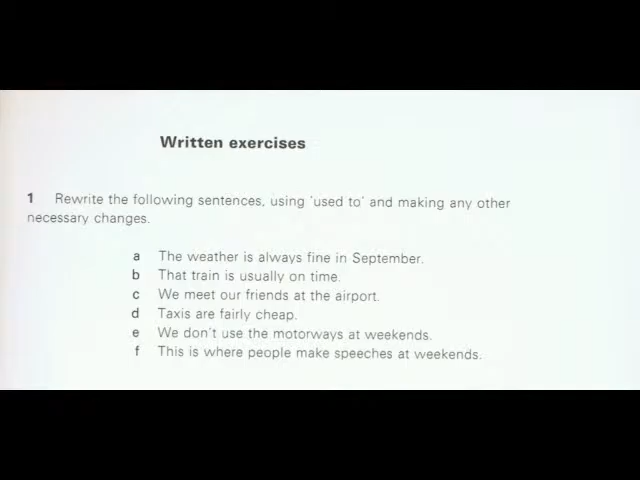 Written exercises
1 Rewrite the following sentences, using 'used to' and making any other
necessary changes.
a The weather is always fine in September.
b That train is usually on time.
c We meet our friends at the airport.
d Taxis are fairly cheap.
e We don't use the motorways at weekends.
f This is where people make speeches at weekends.